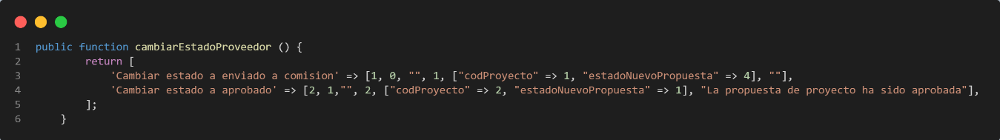 1 public function cambiarEstadoProveedor () {
2 return [
3 'Cambiar estado a enviado a comision' => [1, 0, "", 1, ["codProyecto" => 1, "estadoNuevoPropuesta" => 4], ""],
4 'Cambiar estado a aprobado' => [2, 1,"", 2, ["codProyecto" => 2, "estadoNuevoPropuesta" => 1], "La propuesta de proyecto ha sido aprobada"],
5 ];
6 }